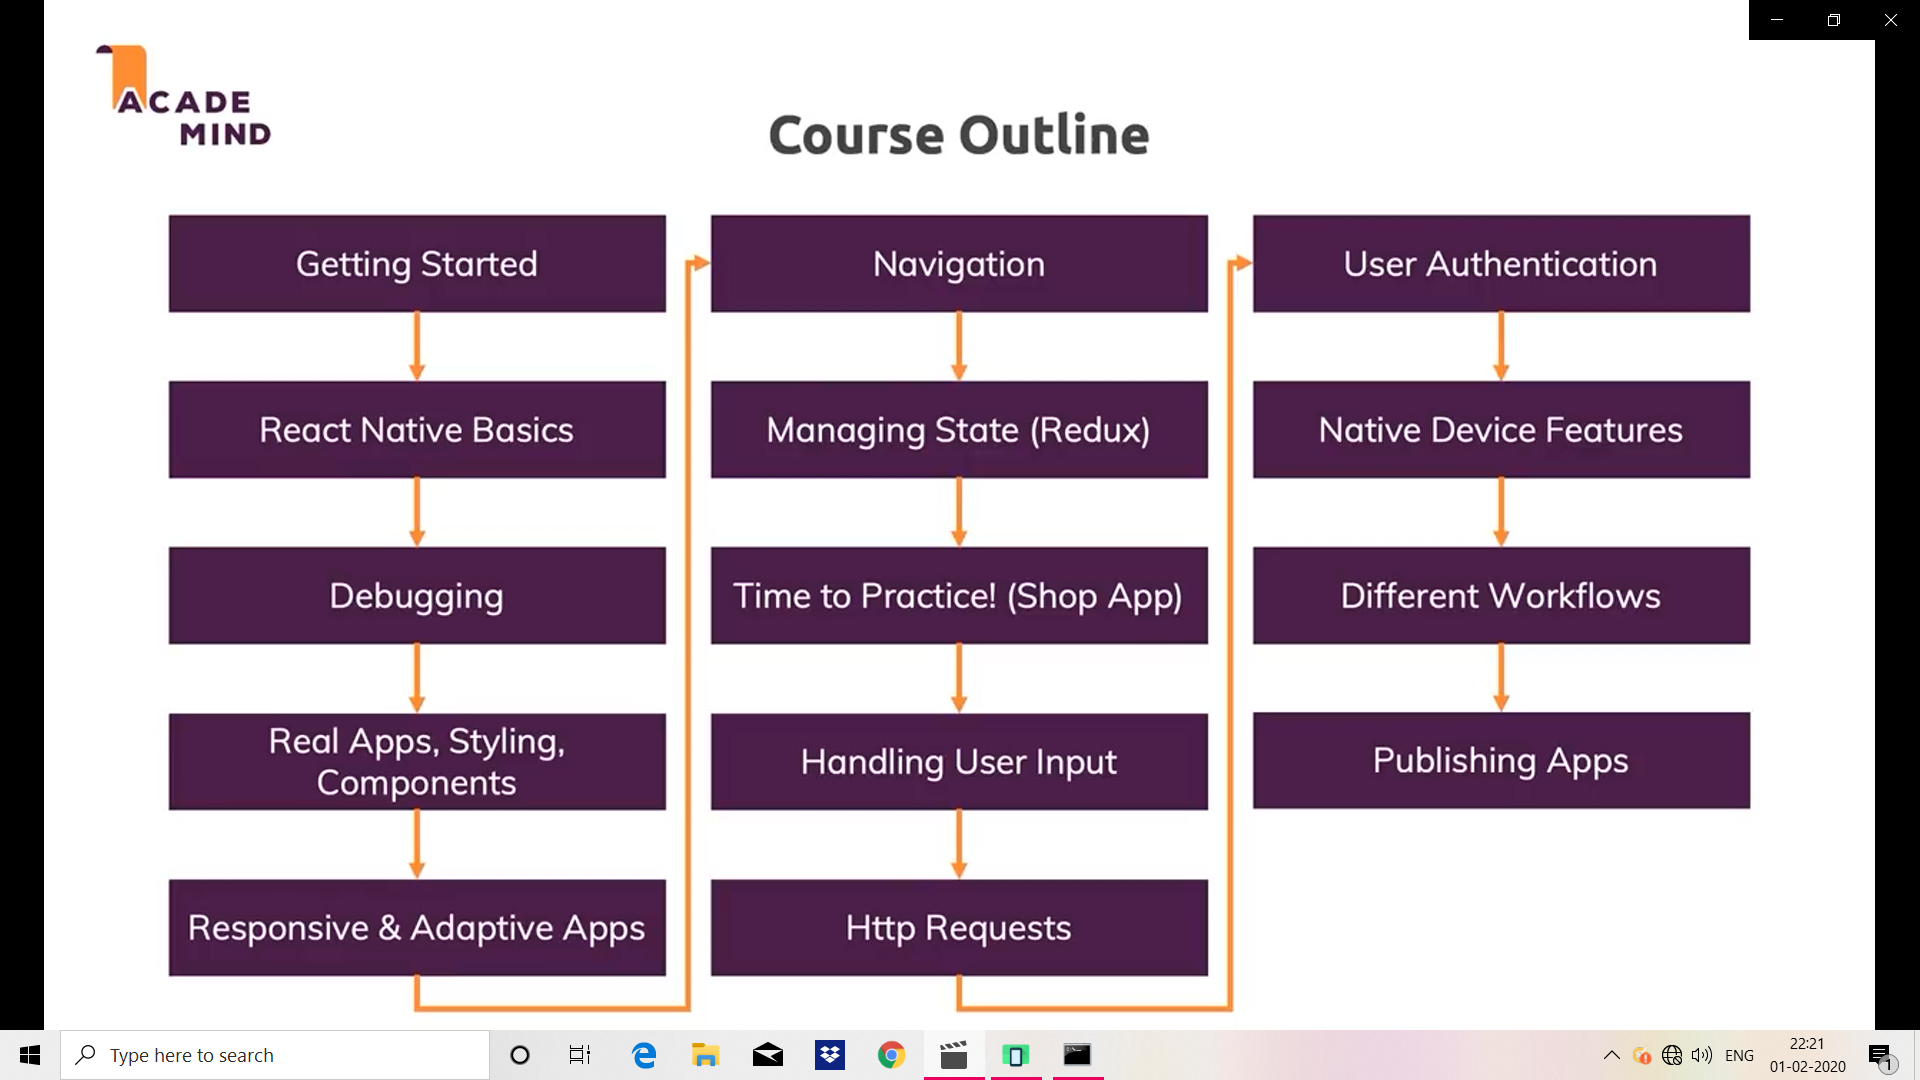 ACADE
MIND
Course Outline
Getting Started
React Native Basics
Debugging
Real Apps, Styling,
Components
Responsive & Adaptive Apps
Navigation
Managing State (Redux)
Time to Practice! (Shop App)
Handling User Input
Http Requests
User Authentication
Native Device Features
Different Workflows
Publishing Apps
Type here to search
ENG
22:21
01-02-2020
1